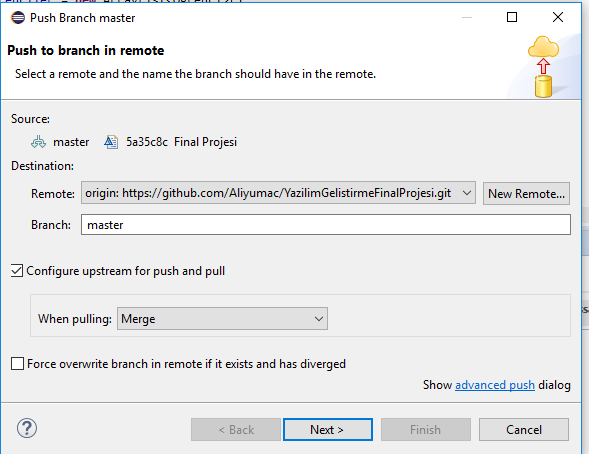 Push Branch master
Push to branch in remote
Select a remote and the name the branch should have in the remote.
Source:
master 5a35c8c Final Projesi
Destination:
Remote: origin: https://github.com/Aliyumac/YazilimGelistirmeFinalProjesi.git New Remote...
Branch: master
Configure upstream for push and pull
When pulling: Merge
Force overwrite branch in remote if it exists and has diverged
Show advanced push dialog
< Back Next > Finish Cancel